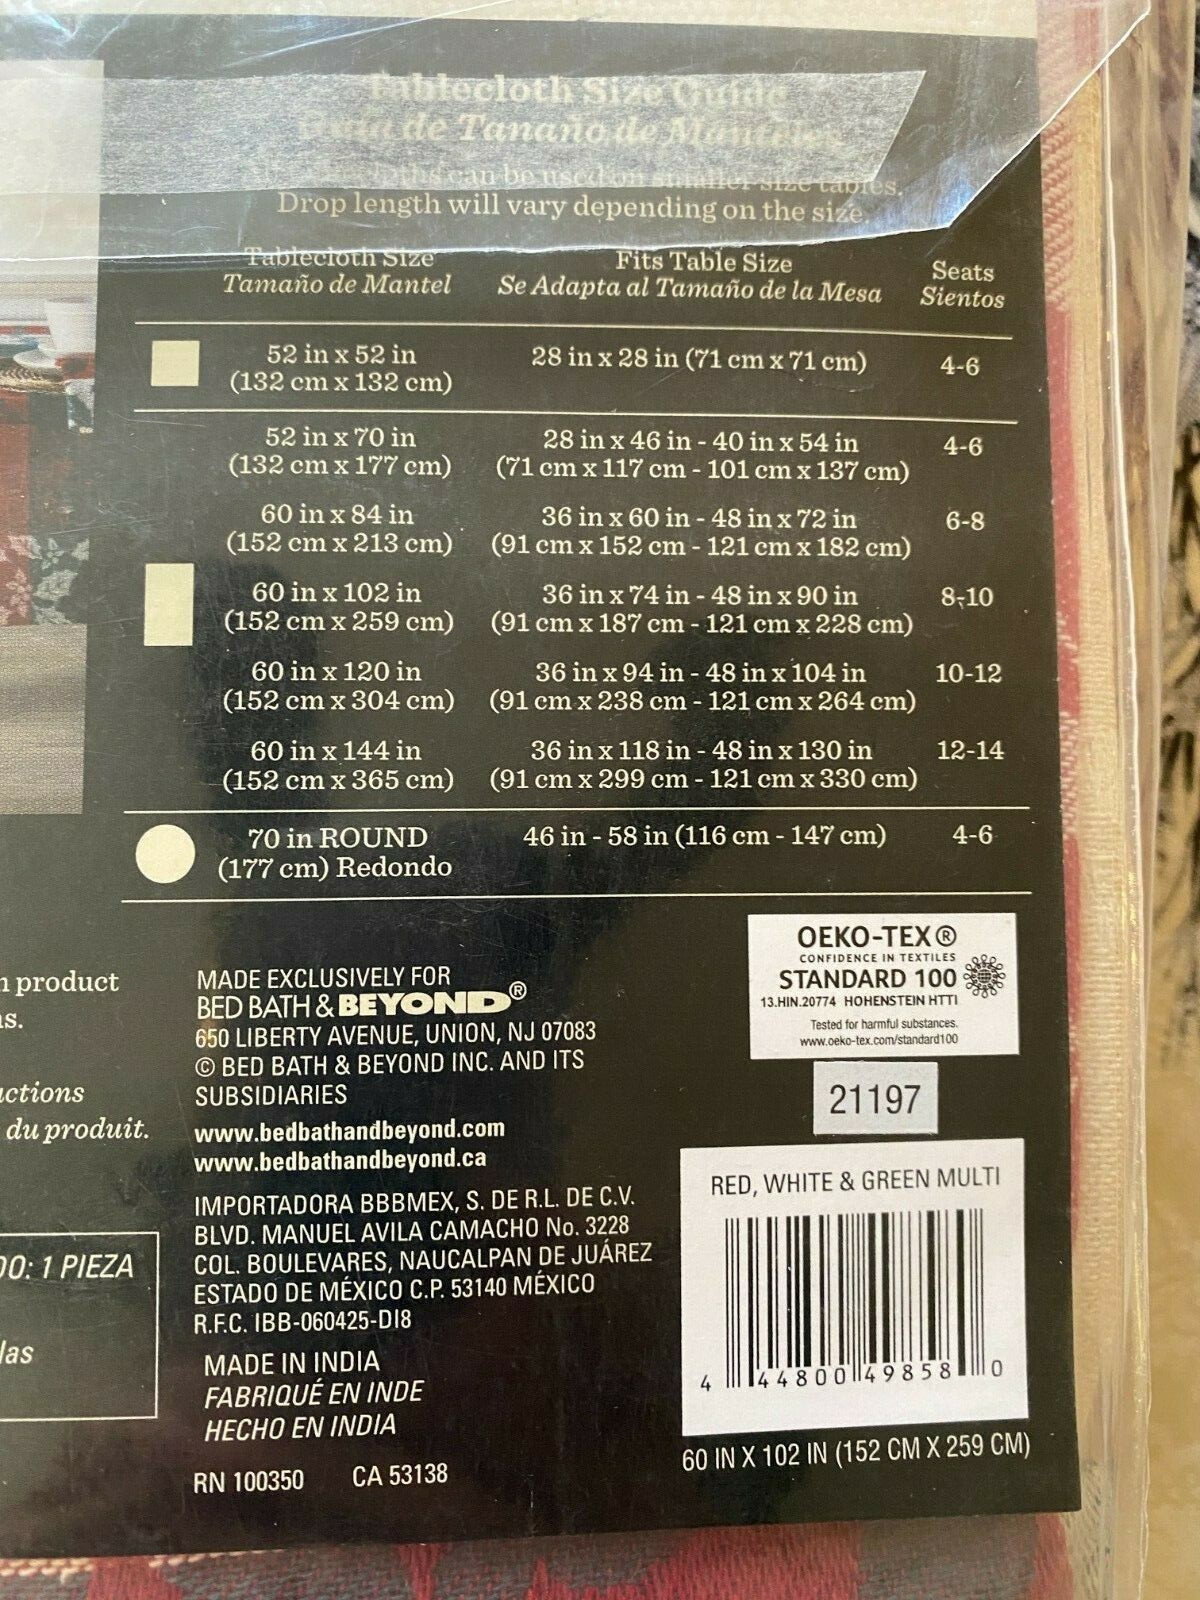 Tablecloth Size Guide
Guía de Tanaño de Manteles
can be used on smaller size tables.
Drop length will vary depending on the size.
Tablecloth Size
Tamaño de Mantel
Fits Table Size
Se Adapta al Tamaño de la Mesa
Seats
Sientos
52 in x 52 in
(132 cm x 132 cm)
28 in x 28 in (71 cm x 71 cm)
4-6
52 in x 70 in
(132 cm x 177 cm)
28 in x 46 in - 40 in x 54 in
(71 cm x 117 cm - 101 cm x 137 cm)
4-6
60 in x 84 in
(152 cm x 213 cm)
36 in x 60 in - 48 in x 72 in
(91 cm x 152 cm - 121 cm x 182 cm)
6-8
60 in x 102 in
(152 cm x 259 cm)
36 in x 74 in - 48 in x 90 in
(91 cm x 187 cm - 121 cm x 228 cm)
8-10
60 in x 120 in
(152 cm x 304 cm)
36 in x 94 in - 48 in x 104 in
(91 cm x 238 cm - 121 cm x 264 cm)
10-12
60 in x 144 in
(152 cm x 365 cm)
36 in x 118 in - 48 in x 130 in
(91 cm x 299 cm - 121 cm x 330 cm)
12-14
70 in ROUND
(177 cm) Redondo
46 in - 58 in (116 cm - 147 cm)
4-6
product
du produit.
DO: 1 PIEZA
MADE EXCLUSIVELY FOR
BED BATH & BEYOND®
650 LIBERTY AVENUE, UNION, NJ 07083
© BED BATH & BEYOND INC. AND ITS
SUBSIDIARIES
www.bedbathandbeyond.com
www.bedbathandbeyond.ca
IMPORTADORA BBBMEX, S. DE R.L. DE C.V.
BLVD. MANUEL AVILA CAMACHO No. 3228
COL. BOULEVARES, NAUCALPAN DE JUÁREZ
ESTADO DE MÉXICO C.P. 53140 MÉXICO
R.F.C. IBB-060425-DI8
MADE IN INDIA
FABRIQUÉ EN INDE
HECHO EN INDIA
RN 100350 CA 53138
OEKO-TEX®
CONFIDENCE IN TEXTILES
STANDARD 100
13.HIN.20774 HOHENSTEIN HTTI
Tested for harmful substances.
www.oeko-tex.com/standard100
21197
RED, WHITE & GREEN MULTI
4 44800 49858 0
60 IN X 102 IN (152 CM X 259 CM)